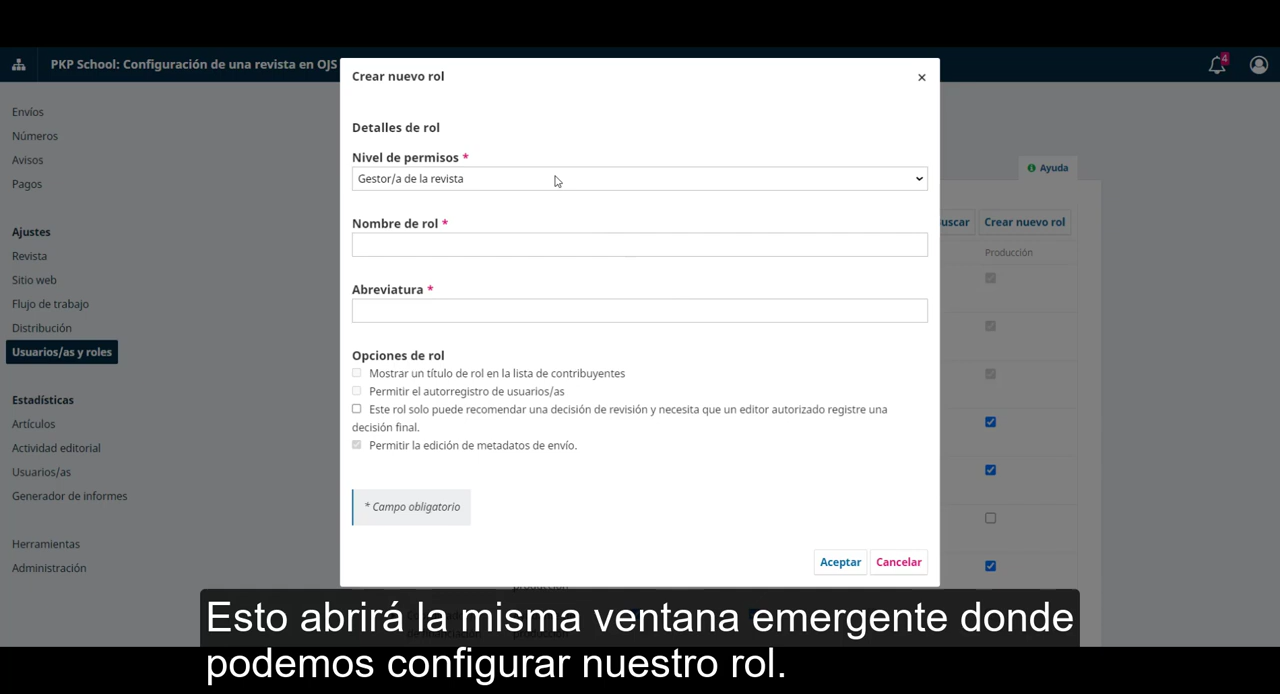 PKP School: Configuración de una revista en OJS
4
Crear nuevo rol
×
Detalles de rol
Nivel de permisos *
Gestor/a de la revista
Nombre de rol *
Abreviatura *
Opciones de rol
Mostrar un título de rol en la lista de contribuyentes
Permitir el autorregistro de usuarios/as
Este rol solo puede recomendar una decisión de revisión y necesita que un editor autorizado registre una
decisión final.
Permitir la edición de metadatos de envío.
* Campo obligatorio
Aceptar Cancelar
Envíos
Números
Avisos
Pagos
Ajustes
Revista
Sitio web
Flujo de trabajo
Distribución
Usuarios/as y roles
Estadísticas
Artículos
Actividad editorial
Usuarios/as
Generador de informes
Herramientas
Administración
Ayuda
uscar Crear nuevo rol
Producción
Esto abrirá la misma ventana emergente donde
podemos configurar nuestro rol.